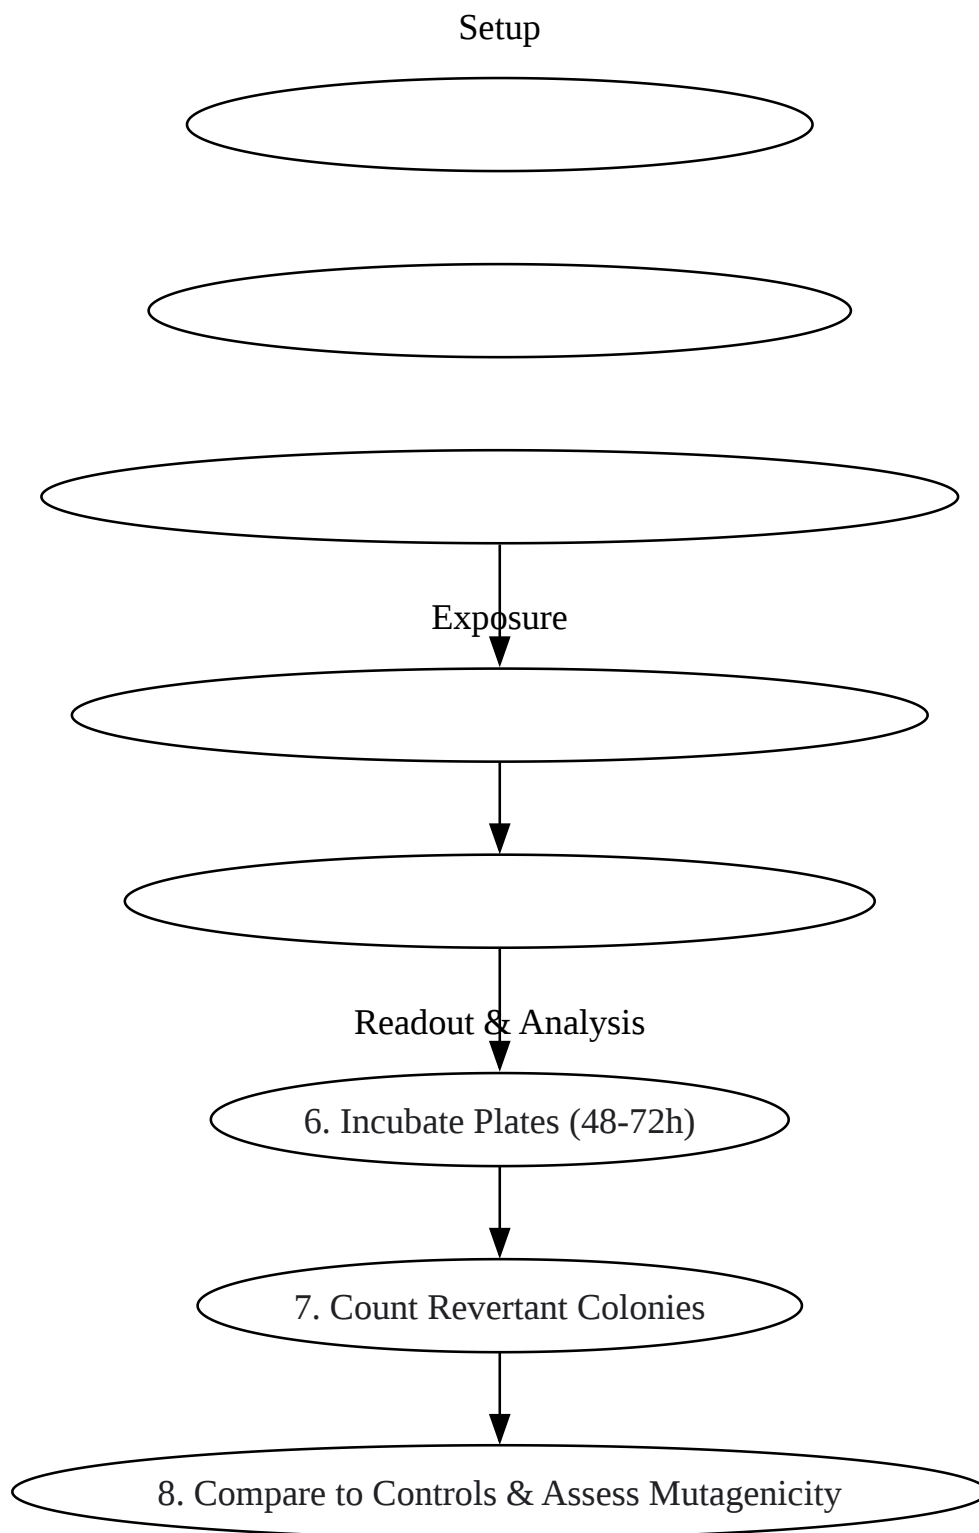 Setup
Exposure
Readout & Analysis
6. Incubate Plates (48-72h)
7. Count Revertant Colonies
8. Compare to Controls & Assess Mutagenicity